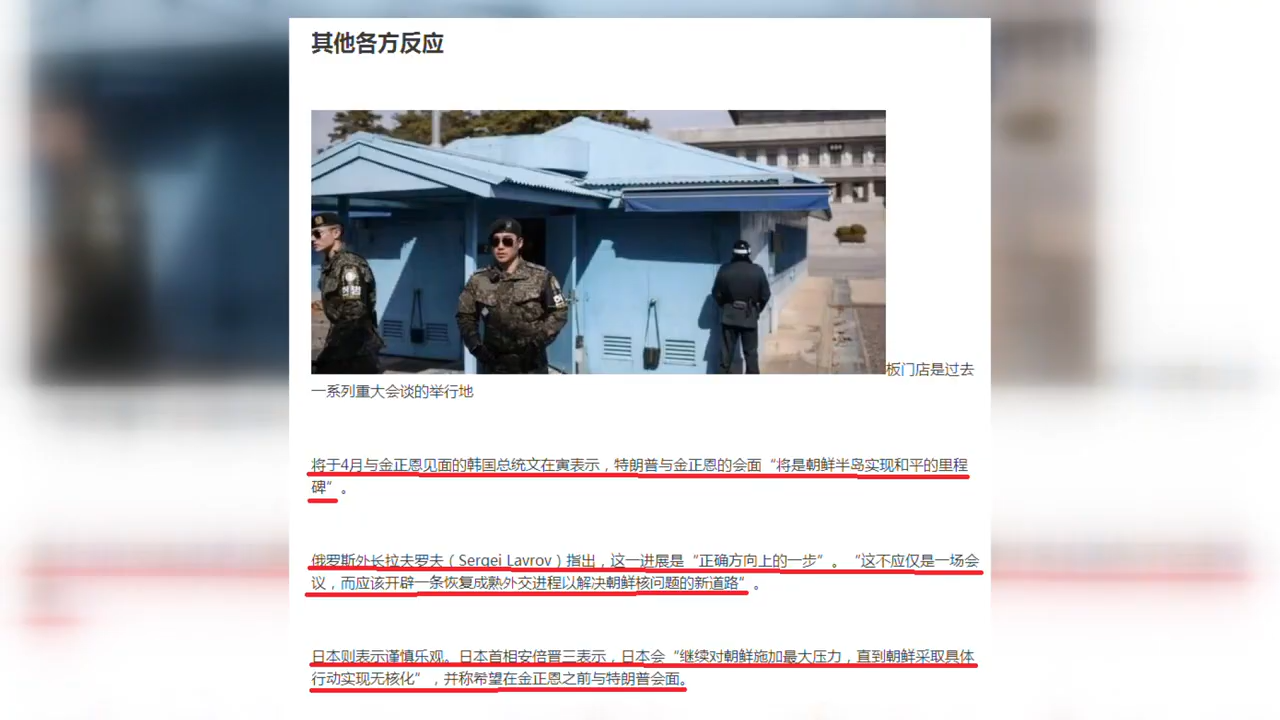 其他各方反应
板门店是过去
一系列重大会谈的举行地
将于4月与金正恩见面的韩国总统文在寅表示，特朗普与金正恩的会面“将是朝鲜半岛实现和平的里程
碑”。
俄罗斯外长拉夫罗夫（Sergei Lavrov）指出，这一进展是“正确方向上的一步”。“这不应仅是一场会
议，而应该开辟一条恢复成熟外交进程以解决朝鲜核问题的新道路”。
日本则表示谨慎乐观。日本首相安倍晋三表示，日本会“继续对朝鲜施加最大压力，直到朝鲜采取具体
行动实现无核化”，并称希望在金正恩之前与特朗普会面。